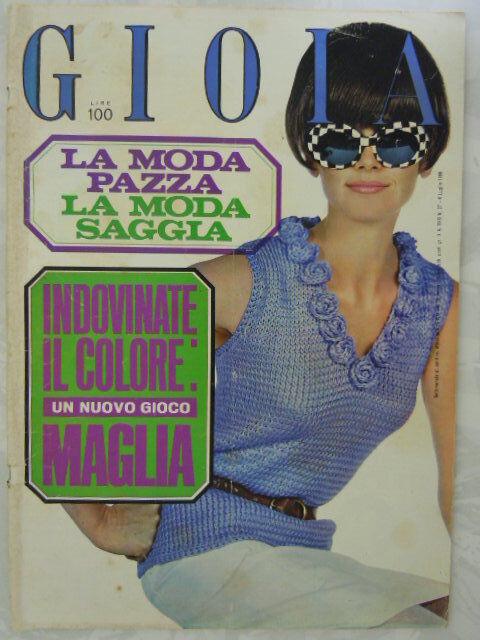 GIOIA
LIRE
100
LA MODA
PAZZA
LA MODA
SAGGIA
INDOVINATE
IL COLORE:
UN NUOVO GIOCO
MAGLIA